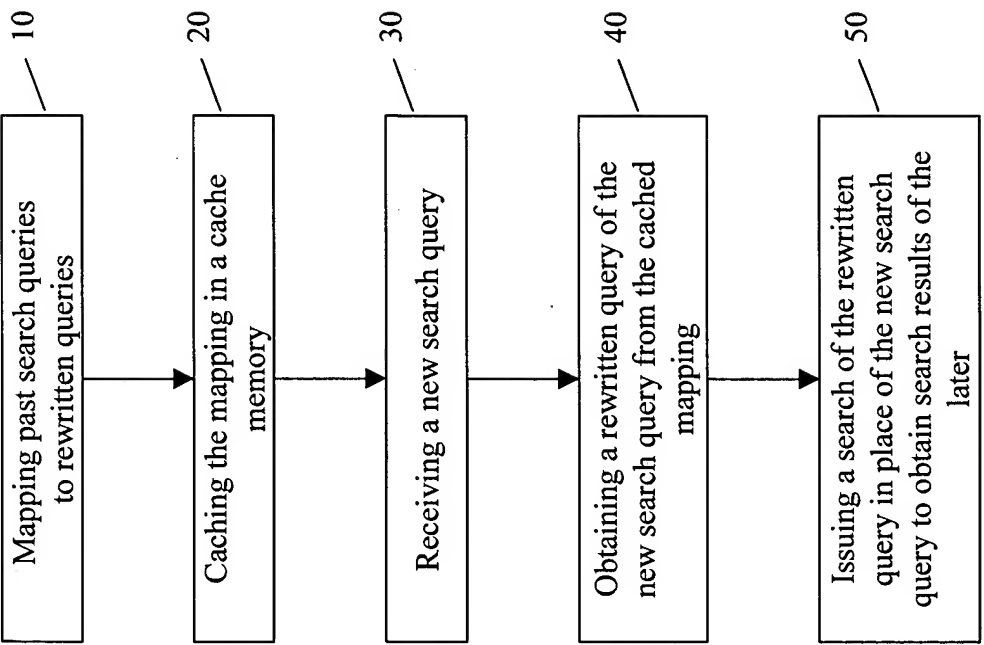 10
Mapping past search queries
to rewritten queries
20
Caching the mapping in a cache
memory
30
Receiving a new search query
40
Obtaining a rewritten query of the
new search query from the cached
mapping
50
Issuing a search of the rewritten
query in place of the new search
query to obtain search results of the
later